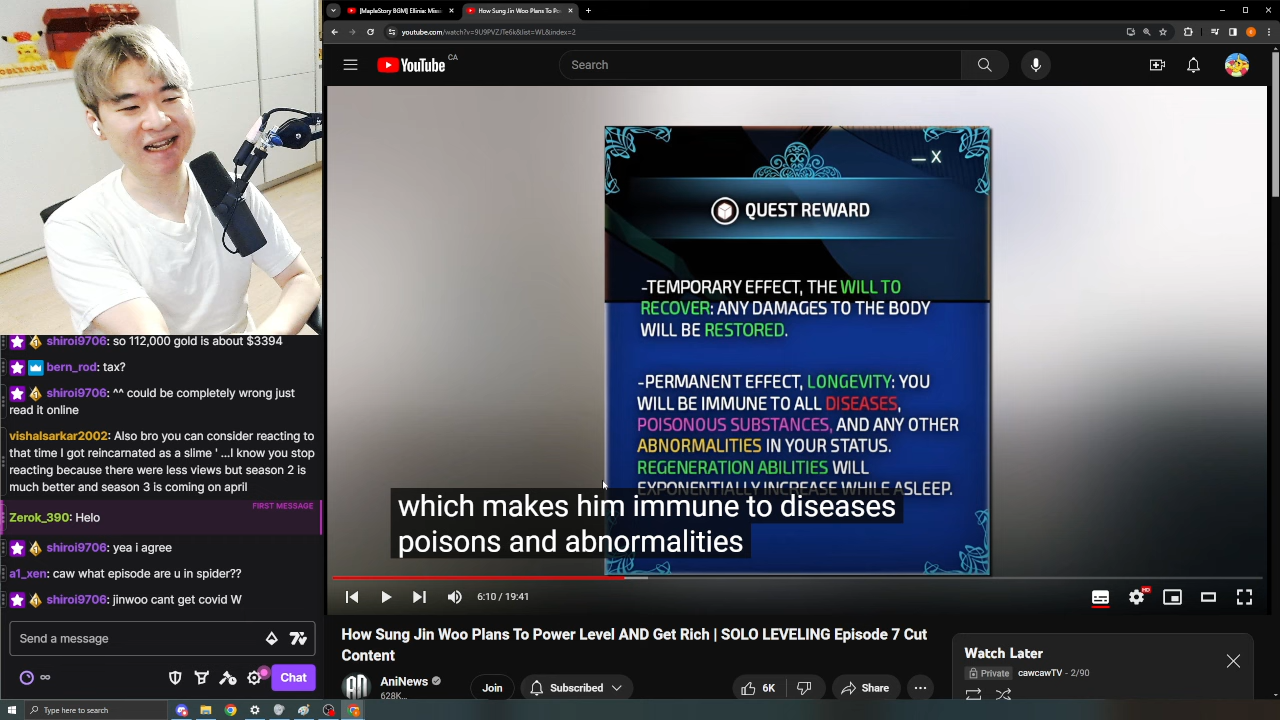 [MapleStory BGM] Ellinia: Missi
How Sung Jin Woo Plans To Po
youtube.com/watch?v=9U9PVZJTe6k&list=WL&index=2
YouTube CA
Search
QUEST REWARD
-TEMPORARY EFFECT, THE WILL TO
RECOVER: ANY DAMAGES TO THE BODY
WILL BE RESTORED.
-PERMANENT EFFECT, LONGEVITY: YOU
WILL BE IMMUNE TO ALL DISEASES,
POISONOUS SUBSTANCES, AND ANY OTHER
ABNORMALITIES IN YOUR STATUS.
REGENERATION ABILITIES WILL
EXPONENTIALLY INCREASE WHILE ASLEEP.
which makes him immune to diseases
poisons and abnormalities
6:10 / 19:41
HD
How Sung Jin Woo Plans To Power Level AND Get Rich | SOLO LEVELING Episode 7 Cut
Content
AniNews
628K...
Join
Subscribed
6K
Share
Watch Later
Private cawcawTV - 2/90
shiroi9706: so 112,000 gold is about $3394
bern_rod: tax?
shiroi9706: ^^ could be completely wrong just
read it online
vishalsarkar2002: Also bro you can consider reacting to
that time I got reincarnated as a slime ' ...I know you stop
reacting because there were less views but season 2 is
much better and season 3 is coming on april
FIRST MESSAGE
Zerok_390: Helo
shiroi9706: yea i agree
a1_xen: caw what episode are u in spider??
shiroi9706: jinwoo cant get covid W
Send a message
Chat
Type here to search